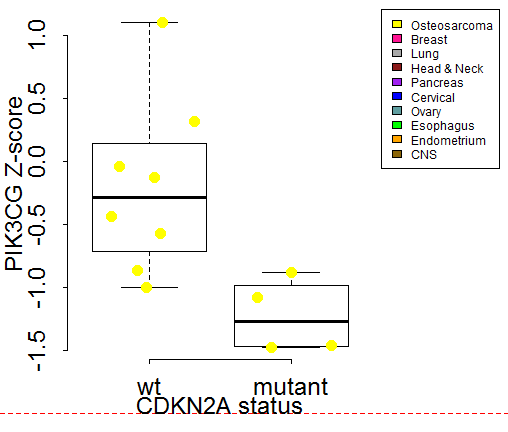 PIK3CG Z-score
1.0
0.5
0.0
-0.5
-1.0
-1.5
wt mutant
CDKN2A status
Osteosarcoma
Breast
Lung
Head & Neck
Pancreas
Cervical
Ovary
Esophagus
Endometrium
CNS